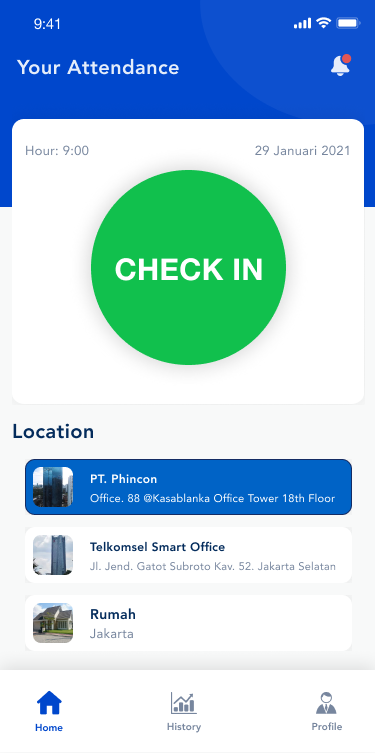 9:41
Your Attendance
Hour: 9:00
29 Januari 2021
CHECK IN
Location
PT. Phincon
Office. 88 @Kasablanka Office Tower 18th Floor
Telkomsel Smart Office
Jl. Jend. Gatot Subroto Kav. 52. Jakarta Selatan
Rumah
Jakarta
Home
History
Profile